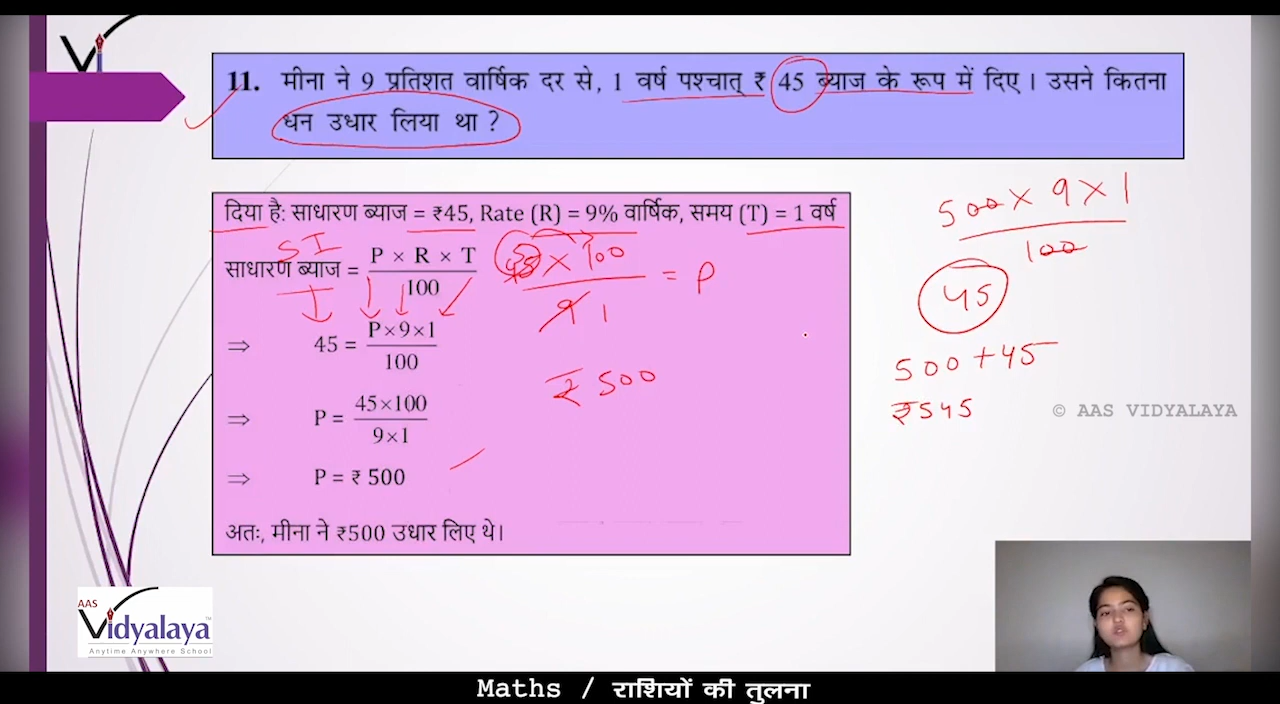 11. मीना ने 9 प्रतिशत वार्षिक दर से, 1 वर्ष पश्चात् ₹ 45 ब्याज के रूप में दिए। उसने कितना
धन उधार लिया था ?
दिया है: साधारण ब्याज = ₹45, Rate (R) = 9% वार्षिक, समय (T) = 1 वर्ष
SI
साधारण ब्याज = P × R × T / 100
⇒ 45 = P×9×1 / 100
⇒ P = 45×100 / 9×1
⇒ P = ₹ 500
अतः, मीना ने ₹500 उधार लिए थे।
45 × 100 / 9 1 = P
₹ 500
500 × 9 × 1 / 100
45
500 + 45
₹545
© AAS VIDYALAYA
AAS
Vidyalaya
Anytime Anywhere School
Maths / राशियों की तुलना